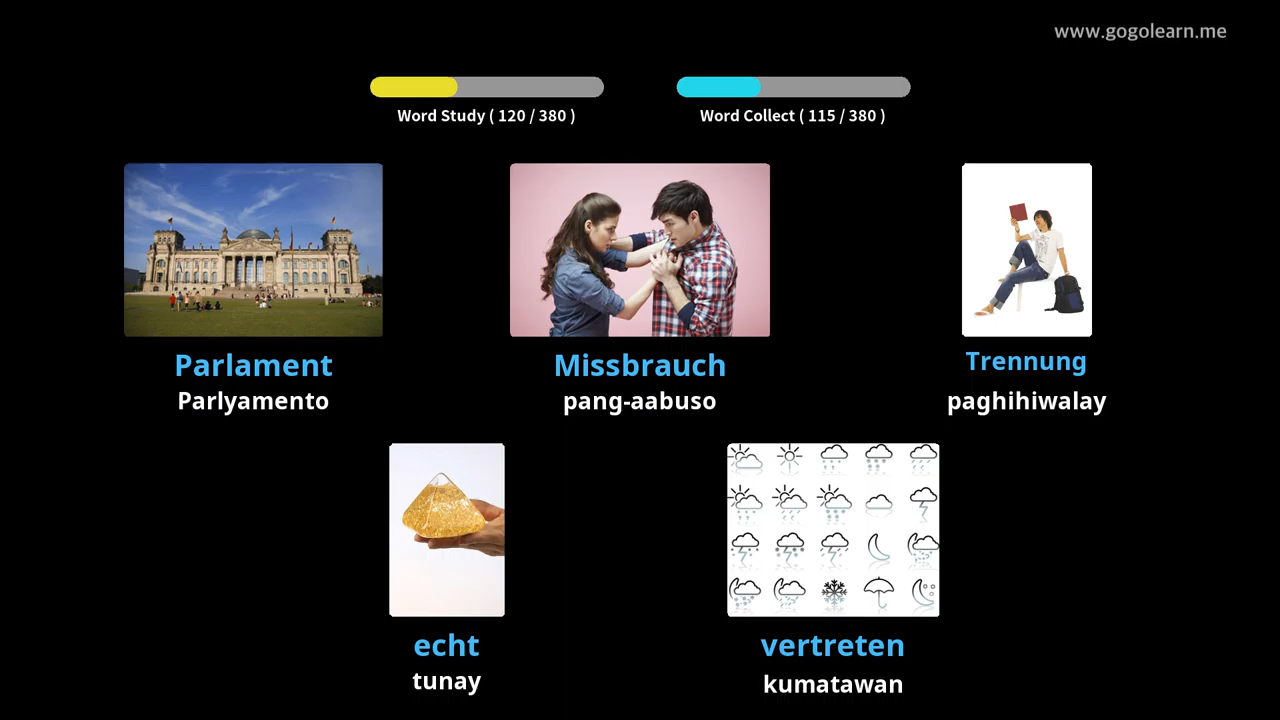 www.gogolearn.me
Word Study ( 120 / 380 )
Word Collect ( 115 / 380 )
Parlament
Parlyamento
Missbrauch
pang-aabuso
Trennung
paghihiwalay
echt
tunay
vertreten
kumatawan